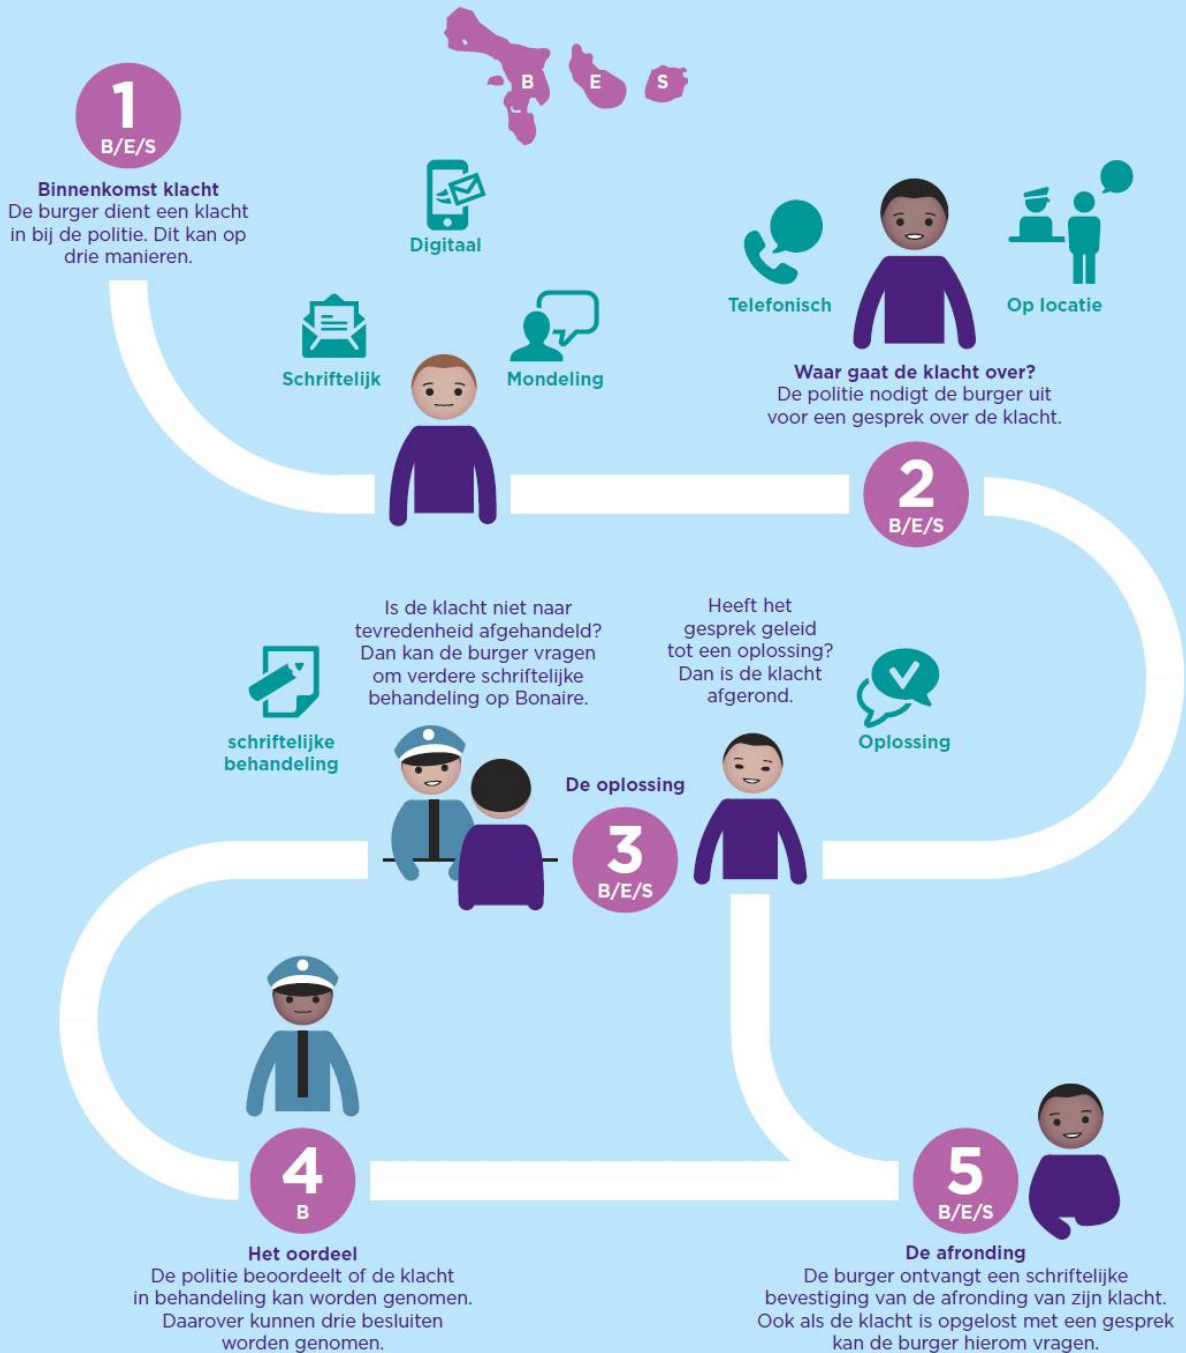 B
E
S
1
B/E/S
Binnenkomst klacht
De burger dient een klacht
in bij de politie. Dit kan op
drie manieren.
Digitaal
Schriftelijk
Mondeling
Telefonisch
Op locatie
Waar gaat de klacht over?
De politie nodigt de burger uit
voor een gesprek over de klacht.
2
B/E/S
Heeft het
gesprek geleid
tot een oplossing?
Dan is de klacht
afgerond.
Oplossing
De oplossing
3
B/E/S
Is de klacht niet naar
tevredenheid afgehandeld?
Dan kan de burger vragen
om verdere schriftelijke
behandeling op Bonaire.
schriftelijke
behandeling
4
B
Het oordeel
De politie beoordeelt of de klacht
in behandeling kan worden genomen.
Daarover kunnen drie besluiten
worden genomen.
5
B/E/S
De afronding
De burger ontvangt een schriftelijke
bevestiging van de afronding van zijn klacht.
Ook als de klacht is opgelost met een gesprek
kan de burger hierom vragen.